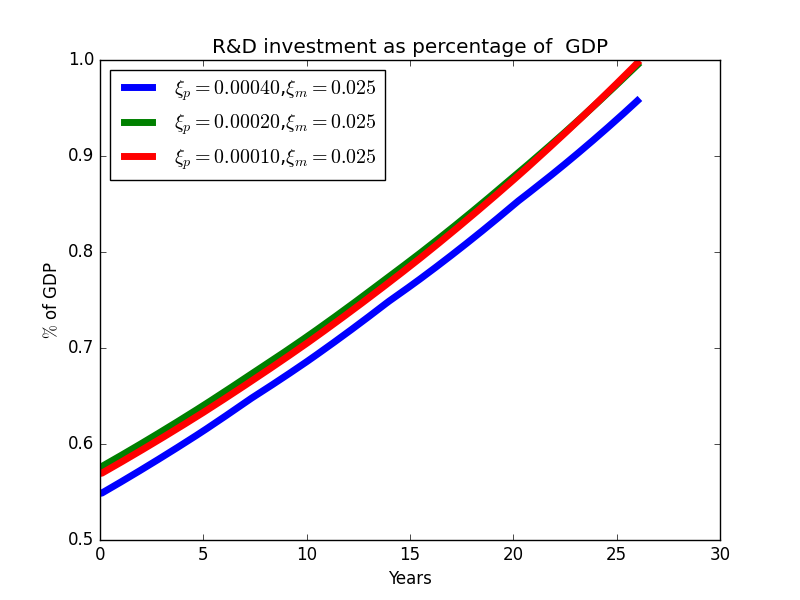 R&D investment as percentage of GDP
ξp = 0.00040,ξm = 0.025
ξp = 0.00020,ξm = 0.025
ξp = 0.00010,ξm = 0.025
1.0
0.9
0.8
0.7
0.6
0.5
% of GDP
0 5 10 15 20 25 30
Years